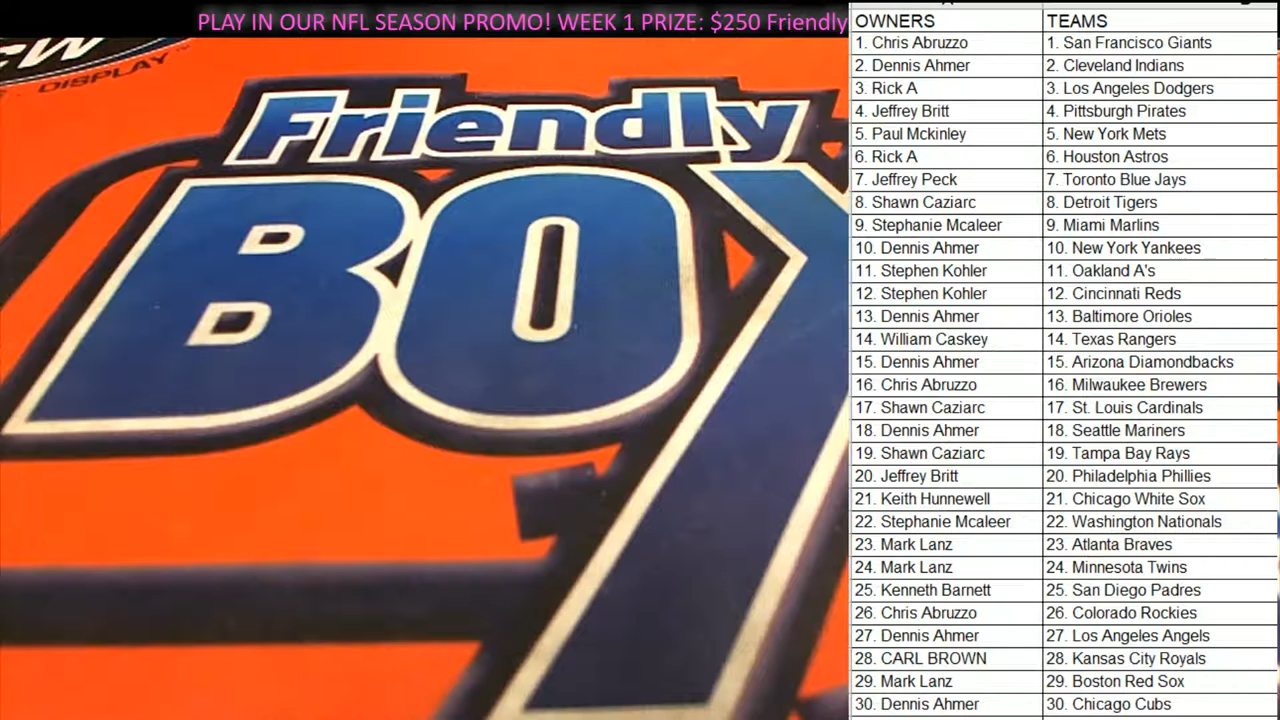 PLAY IN OUR NFL SEASON PROMO! WEEK 1 PRIZE: $250 Friendly
DISPLAY
Friendly
BO
OWNERS TEAMS
1. Chris Abruzzo 1. San Francisco Giants
2. Dennis Ahmer 2. Cleveland Indians
3. Rick A 3. Los Angeles Dodgers
4. Jeffrey Britt 4. Pittsburgh Pirates
5. Paul Mckinley 5. New York Mets
6. Rick A 6. Houston Astros
7. Jeffrey Peck 7. Toronto Blue Jays
8. Shawn Caziarc 8. Detroit Tigers
9. Stephanie Mcaleer 9. Miami Marlins
10. Dennis Ahmer 10. New York Yankees
11. Stephen Kohler 11. Oakland A's
12. Stephen Kohler 12. Cincinnati Reds
13. Dennis Ahmer 13. Baltimore Orioles
14. William Caskey 14. Texas Rangers
15. Dennis Ahmer 15. Arizona Diamondbacks
16. Chris Abruzzo 16. Milwaukee Brewers
17. Shawn Caziarc 17. St. Louis Cardinals
18. Dennis Ahmer 18. Seattle Mariners
19. Shawn Caziarc 19. Tampa Bay Rays
20. Jeffrey Britt 20. Philadelphia Phillies
21. Keith Hunnewell 21. Chicago White Sox
22. Stephanie Mcaleer 22. Washington Nationals
23. Mark Lanz 23. Atlanta Braves
24. Mark Lanz 24. Minnesota Twins
25. Kenneth Barnett 25. San Diego Padres
26. Chris Abruzzo 26. Colorado Rockies
27. Dennis Ahmer 27. Los Angeles Angels
28. CARL BROWN 28. Kansas City Royals
29. Mark Lanz 29. Boston Red Sox
30. Dennis Ahmer 30. Chicago Cubs